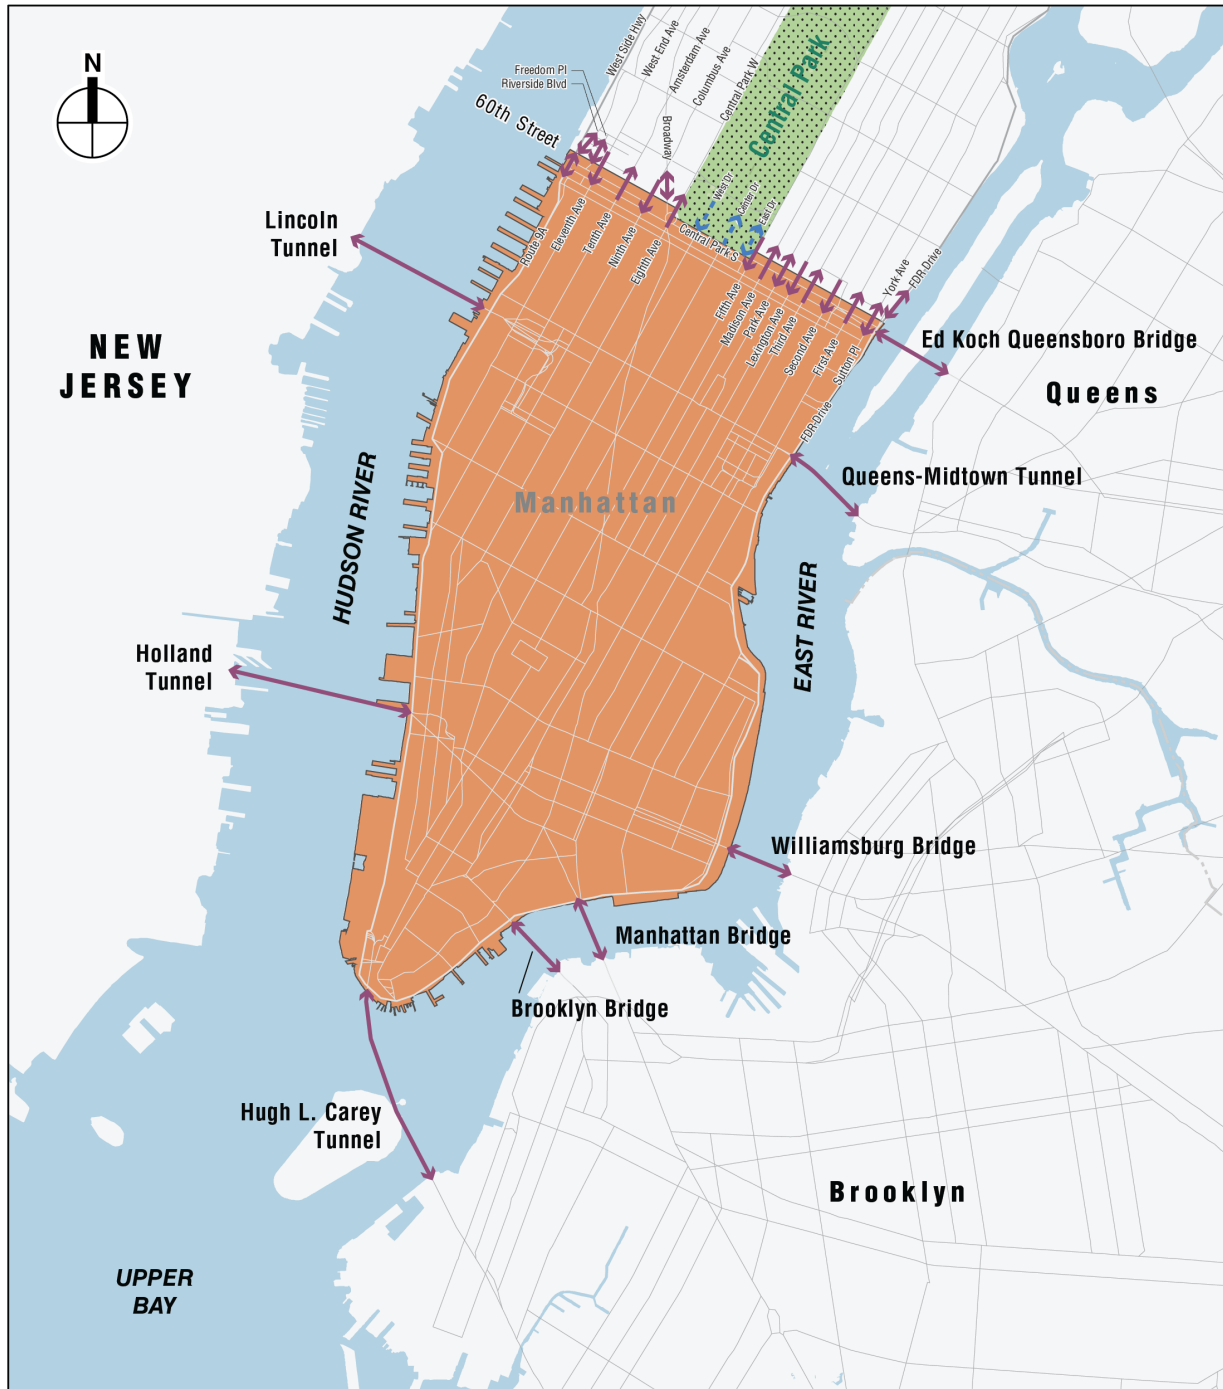 N
Freedom Pl
Riverside Blvd
60th Street
West Side Hwy
West End Ave
Amsterdam Ave
Columbus Ave
Central Park W
Broadway
Central Park
West Dr
Center Dr
East Dr
Central Park S
Route 9A
Eleventh Ave
Tenth Ave
Ninth Ave
Eighth Ave
Fifth Ave
Madison Ave
Park Ave
Lexington Ave
Third Ave
Second Ave
First Ave
Sutton Pl
York Ave
FDR-Drive
FDR-Drive
Lincoln
Tunnel
NEW
JERSEY
Ed Koch Queensboro Bridge
Queens
Queens-Midtown Tunnel
Manhattan
HUDSON RIVER
EAST RIVER
Holland
Tunnel
Williamsburg Bridge
Manhattan Bridge
Brooklyn Bridge
Hugh L. Carey
Tunnel
Brooklyn
UPPER
BAY